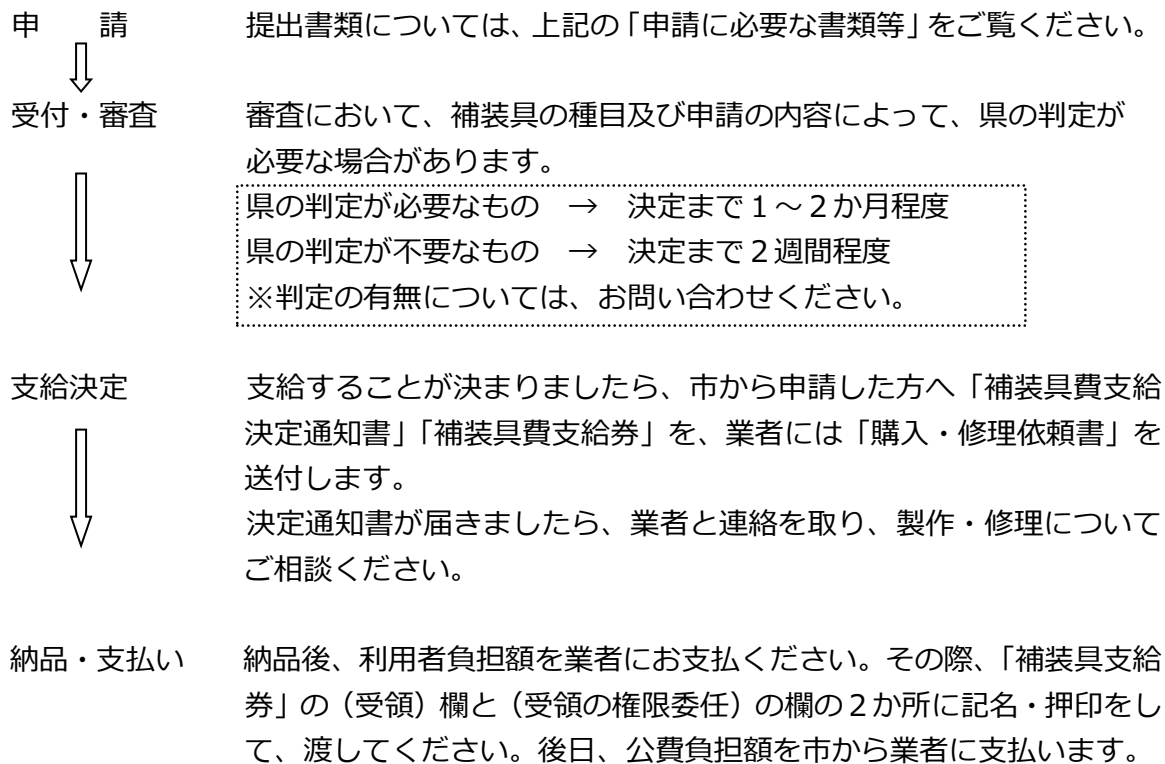 申　　請　　　提出書類については、上記の「申請に必要な書類等」をご覧ください。
受付・審査　　　審査において、補装具の種目及び申請の内容によって、県の判定が
必要な場合があります。
県の判定が必要なもの　→　決定まで１～２か月程度
県の判定が不要なもの　→　決定まで２週間程度
※判定の有無については、お問い合わせください。
支給決定　　　　支給することが決まりましたら、市から申請した方へ「補装具費支給
決定通知書」「補装具費支給券」を、業者には「購入・修理依頼書」を
送付します。
決定通知書が届きましたら、業者と連絡を取り、製作・修理について
ご相談ください。
納品・支払い　　納品後、利用者負担額を業者にお支払ください。その際、「補装具支給
券」の（受領）欄と（受領の権限委任）の欄の２か所に記名・押印をし
て、渡してください。後日、公費負担額を市から業者に支払います。